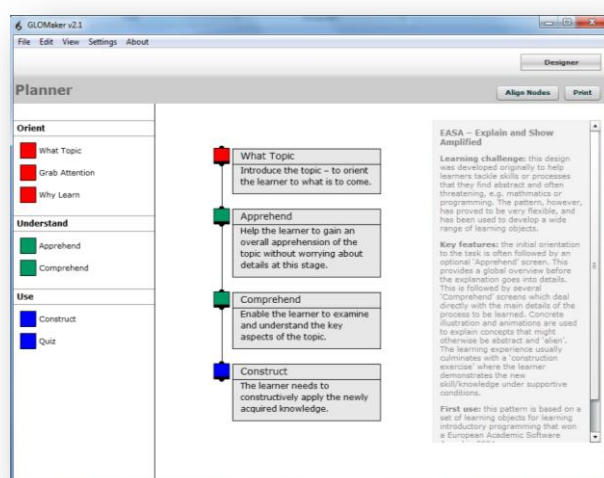 GLOMaker v2.1
File Edit View Settings About
Designer
Planner
Align Nodes Print
Orient
What Topic
Grab Attention
Why Learn
Understand
Apprehend
Comprehend
Use
Construct
Quiz
What Topic
Introduce the topic – to orient
the learner to what is to come.
Apprehend
Help the learner to gain an
overall apprehension of the
topic without worrying about
details at this stage.
Comprehend
Enable the learner to examine
and understand the key
aspects of the topic.
Construct
The learner needs to
constructively apply the newly
acquired knowledge.
EASA – Explain and Show
Amplified
Learning challenge: this design
was developed originally to help
learners tackle skills or processes
that they find abstract and often
threatening, e.g. mathematics or
programming. The pattern, however,
has proved to be very flexible, and
has been used to develop a wide
range of learning objects.
Key features: the initial orientation
to the task is often followed by an
optional 'Apprehend' screen. This
provides a global overview before
the explanation goes into details.
This is followed by several
'Comprehend' screens which deal
directly with the main details of the
process to be learned. Concrete
illustration and animations are used
to explain concepts that might
otherwise be abstract and 'alien'.
The learning experience usually
culminates with a 'construction
exercise' where the learner
demonstrates the new
skill/knowledge under supportive
conditions.
First use: this pattern is based on a
set of learning objects for learning
introductory programming that won
a European Academic Software